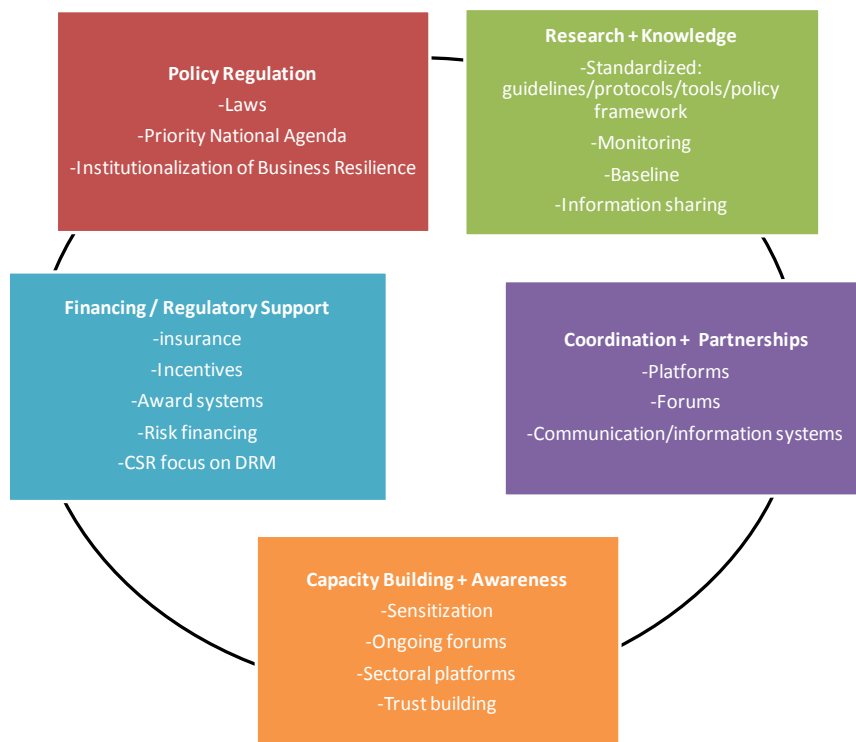 Policy Regulation
-Laws
-Priority National Agenda
-Institutionalization of Business Resilience
Research + Knowledge
-Standardized:
guidelines/protocols/tools/policy
framework
-Monitoring
-Baseline
-Information sharing
Financing / Regulatory Support
-insurance
-Incentives
-Award systems
-Risk financing
-CSR focus on DRM
Coordination + Partnerships
-Platforms
-Forums
-Communication/information systems
Capacity Building + Awareness
-Sensitization
-Ongoing forums
-Sectoral platforms
-Trust building